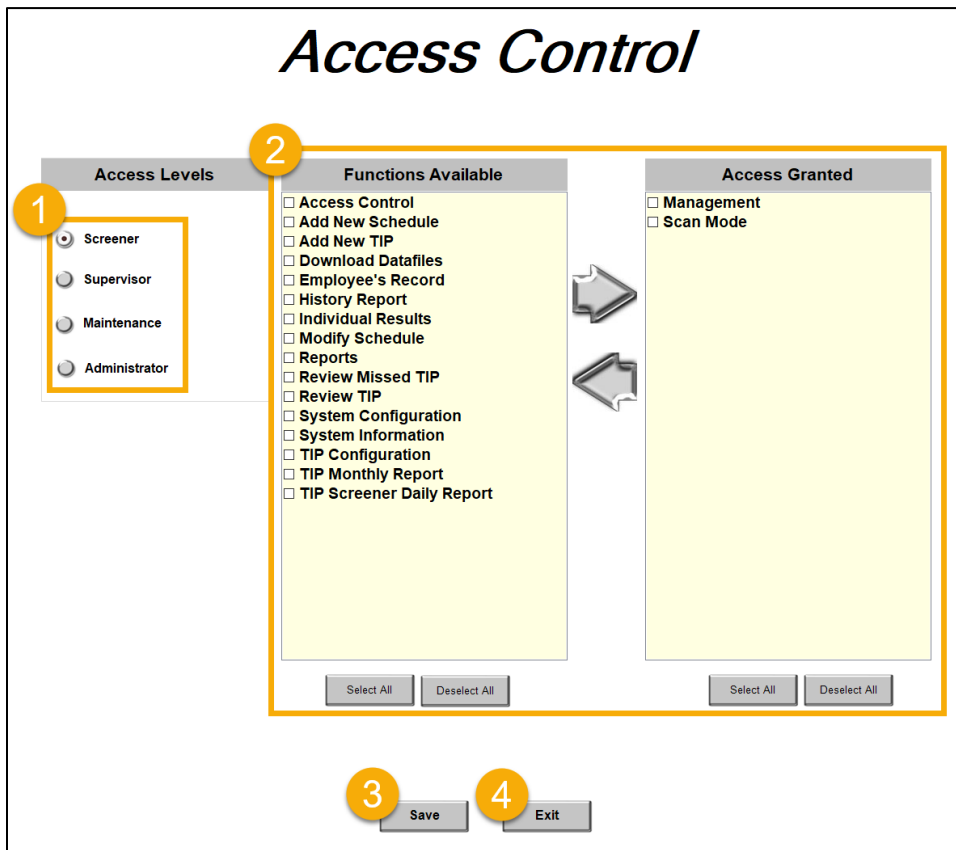 Access Control
2
Access Levels
Functions Available
Access Granted
1
Screener
Supervisor
Maintenance
Administrator
Access Control
Add New Schedule
Add New TIP
Download Datafiles
Employee's Record
History Report
Individual Results
Modify Schedule
Reports
Review Missed TIP
Review TIP
System Configuration
System Information
TIP Configuration
TIP Monthly Report
TIP Screener Daily Report
Management
Scan Mode
Select All
Deselect All
Select All
Deselect All
3
Save
4
Exit